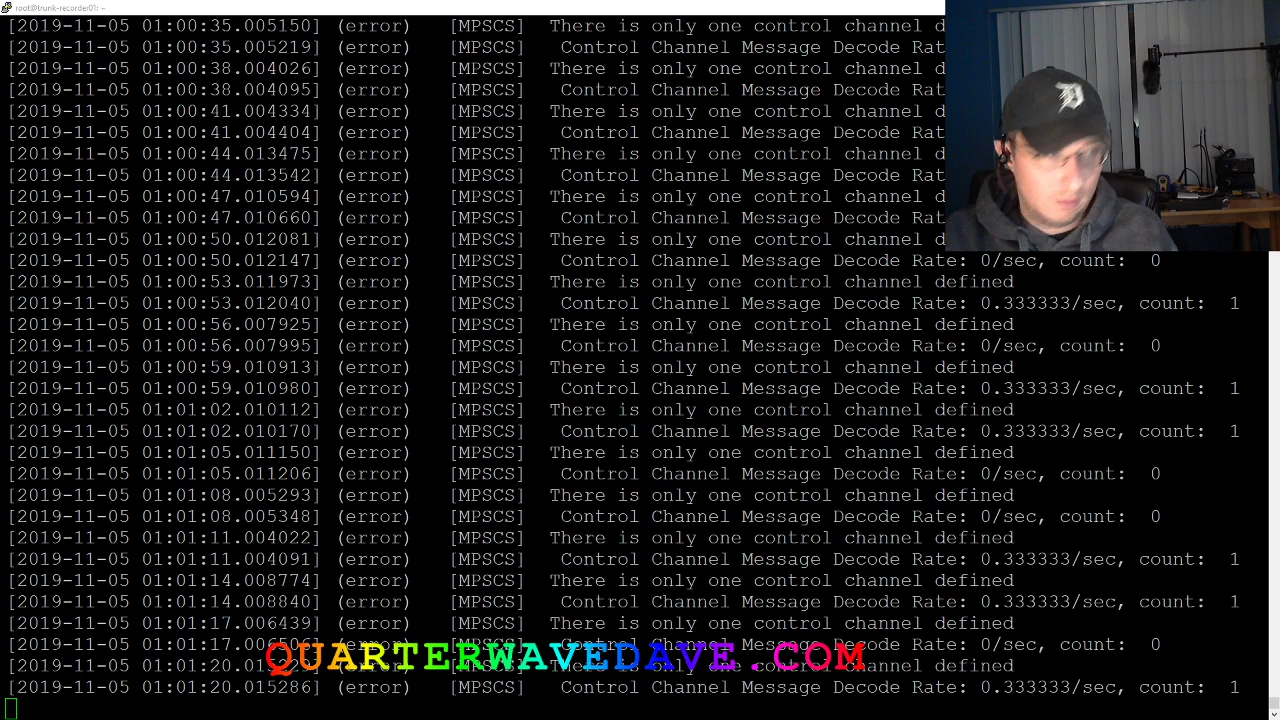 root@trunk-recorder01: ~
[2019-11-05 01:00:35.005150] (error) [MPSCS] There is only one control channel d
[2019-11-05 01:00:35.005219] (error) [MPSCS] Control Channel Message Decode Rat
[2019-11-05 01:00:38.004026] (error) [MPSCS] There is only one control channel d
[2019-11-05 01:00:38.004095] (error) [MPSCS] Control Channel Message Decode Rat
[2019-11-05 01:00:41.004334] (error) [MPSCS] There is only one control channel d
[2019-11-05 01:00:41.004404] (error) [MPSCS] Control Channel Message Decode Rat
[2019-11-05 01:00:44.013475] (error) [MPSCS] There is only one control channel d
[2019-11-05 01:00:44.013542] (error) [MPSCS] Control Channel Message Decode Rat
[2019-11-05 01:00:47.010594] (error) [MPSCS] There is only one control channel d
[2019-11-05 01:00:47.010660] (error) [MPSCS] Control Channel Message Decode Rat
[2019-11-05 01:00:50.012081] (error) [MPSCS] There is only one control channel d
[2019-11-05 01:00:50.012147] (error) [MPSCS] Control Channel Message Decode Rate: 0/sec, count: 0
[2019-11-05 01:00:53.011973] (error) [MPSCS] There is only one control channel defined
[2019-11-05 01:00:53.012040] (error) [MPSCS] Control Channel Message Decode Rate: 0.333333/sec, count: 1
[2019-11-05 01:00:56.007925] (error) [MPSCS] There is only one control channel defined
[2019-11-05 01:00:56.007995] (error) [MPSCS] Control Channel Message Decode Rate: 0/sec, count: 0
[2019-11-05 01:00:59.010913] (error) [MPSCS] There is only one control channel defined
[2019-11-05 01:00:59.010980] (error) [MPSCS] Control Channel Message Decode Rate: 0.333333/sec, count: 1
[2019-11-05 01:01:02.010112] (error) [MPSCS] There is only one control channel defined
[2019-11-05 01:01:02.010170] (error) [MPSCS] Control Channel Message Decode Rate: 0.333333/sec, count: 1
[2019-11-05 01:01:05.011150] (error) [MPSCS] There is only one control channel defined
[2019-11-05 01:01:05.011206] (error) [MPSCS] Control Channel Message Decode Rate: 0/sec, count: 0
[2019-11-05 01:01:08.005293] (error) [MPSCS] There is only one control channel defined
[2019-11-05 01:01:08.005348] (error) [MPSCS] Control Channel Message Decode Rate: 0/sec, count: 0
[2019-11-05 01:01:11.004022] (error) [MPSCS] There is only one control channel defined
[2019-11-05 01:01:11.004091] (error) [MPSCS] Control Channel Message Decode Rate: 0.333333/sec, count: 1
[2019-11-05 01:01:14.008774] (error) [MPSCS] There is only one control channel defined
[2019-11-05 01:01:14.008840] (error) [MPSCS] Control Channel Message Decode Rate: 0.333333/sec, count: 1
[2019-11-05 01:01:17.006439] (error) [MPSCS] There is only one control channel defined
[2019-11-05 (error) [MPSCS] Control Channel Message Decode Rate: 0/sec, count: 0
QUARTERWAVEDAVE.COM
[2019-11-05 defined
[2019-11-05 01:01:20.015286] (error) [MPSCS] Control Channel Message Decode Rate: 0.333333/sec, count: 1